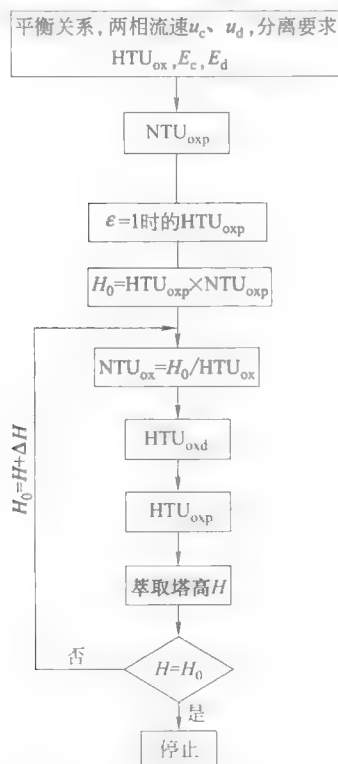 平衡关系,两相流速u_c、u_d,分离要求
HTU_ox,E_c,E_d
NTU_oxp
ε=1时的HTU_oxp
H_0=HTU_oxp×NTU_oxp
NTU_ox=H_0/HTU_ox
HTU_oxd
HTU_oxp
萃取塔高H
H=H_0
否
是
停止
H_0=H+ΔH